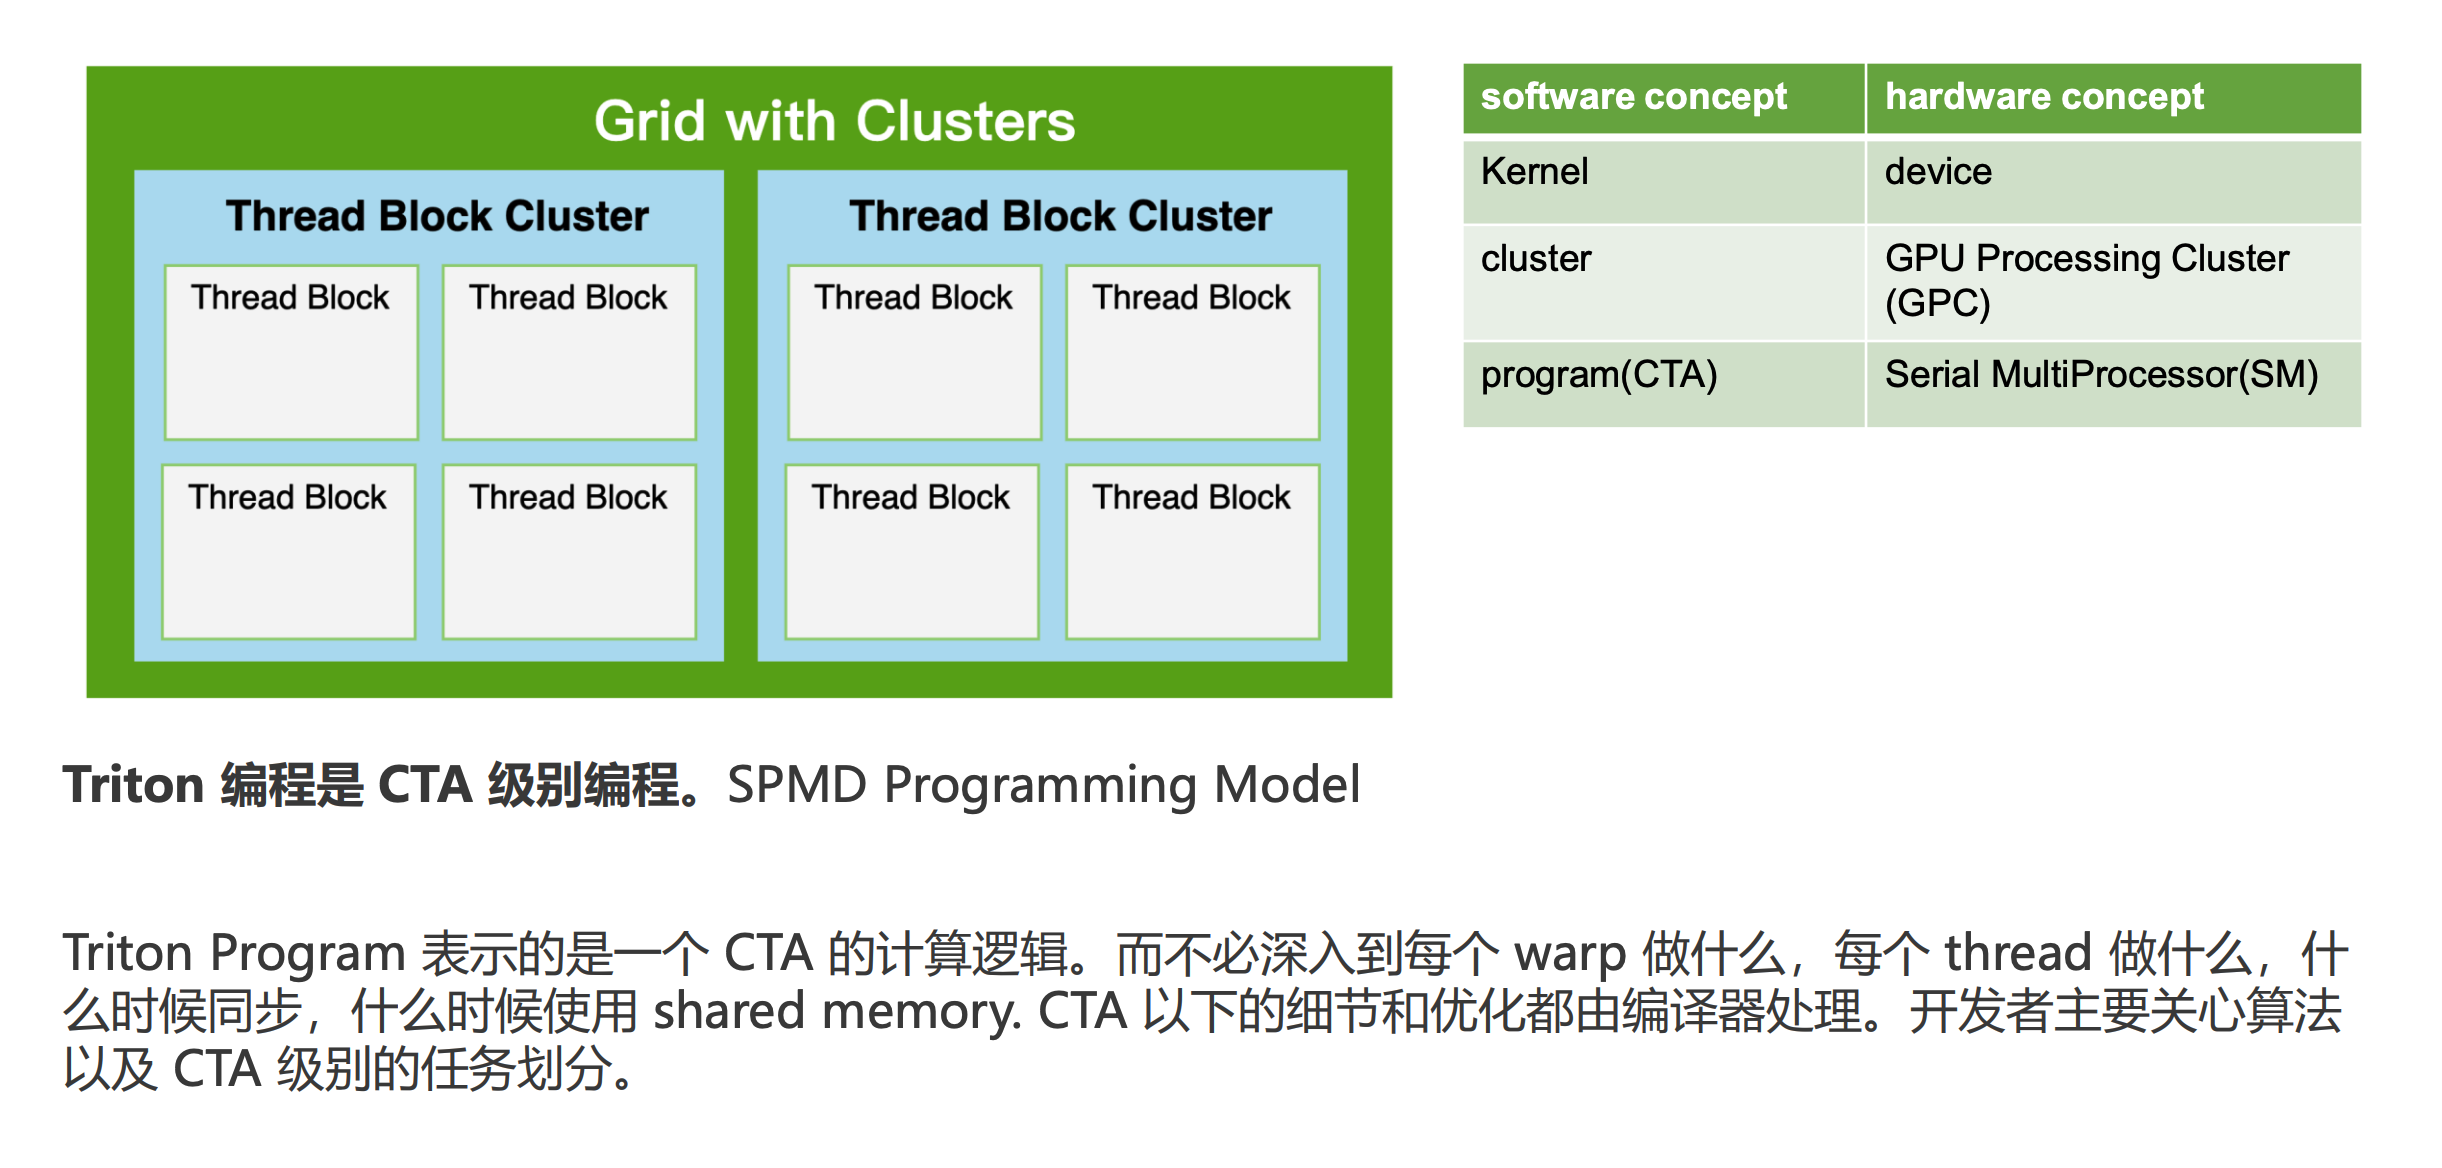 Grid with Clusters
Thread Block Cluster
Thread Block Thread Block
Thread Block Thread Block
Thread Block Cluster
Thread Block Thread Block
Thread Block Thread Block
software concept hardware concept
Kernel device
cluster GPU Processing Cluster
(GPC)
program(CTA) Serial MultiProcessor(SM)
Triton 编程是 CTA 级别编程。SPMD Programming Model
Triton Program 表示的是一个 CTA 的计算逻辑。而不必深入到每个 warp 做什么，每个 thread 做什么，什
么时候同步，什么时候使用 shared memory. CTA 以下的细节和优化都由编译器处理。开发者主要关心算法
以及 CTA 级别的任务划分。